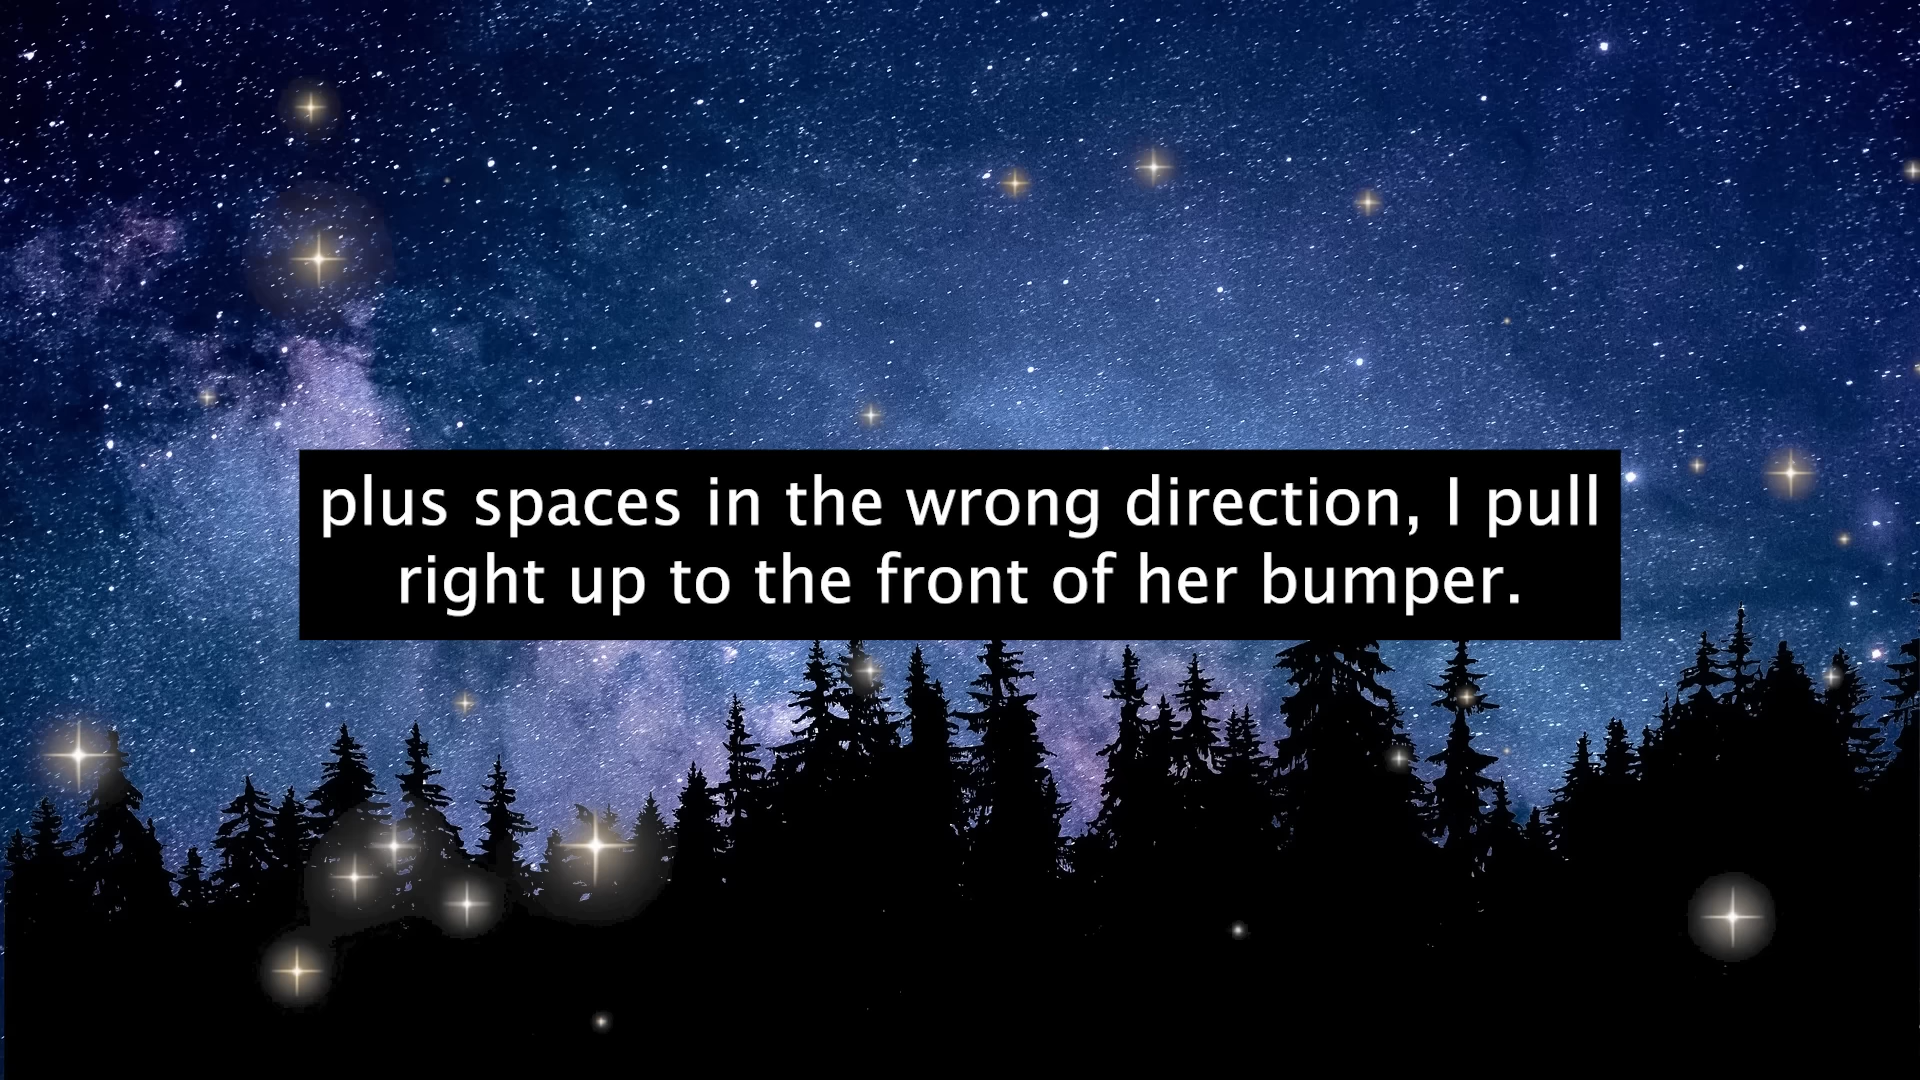 plus spaces in the wrong direction, I pull
right up to the front of her bumper.